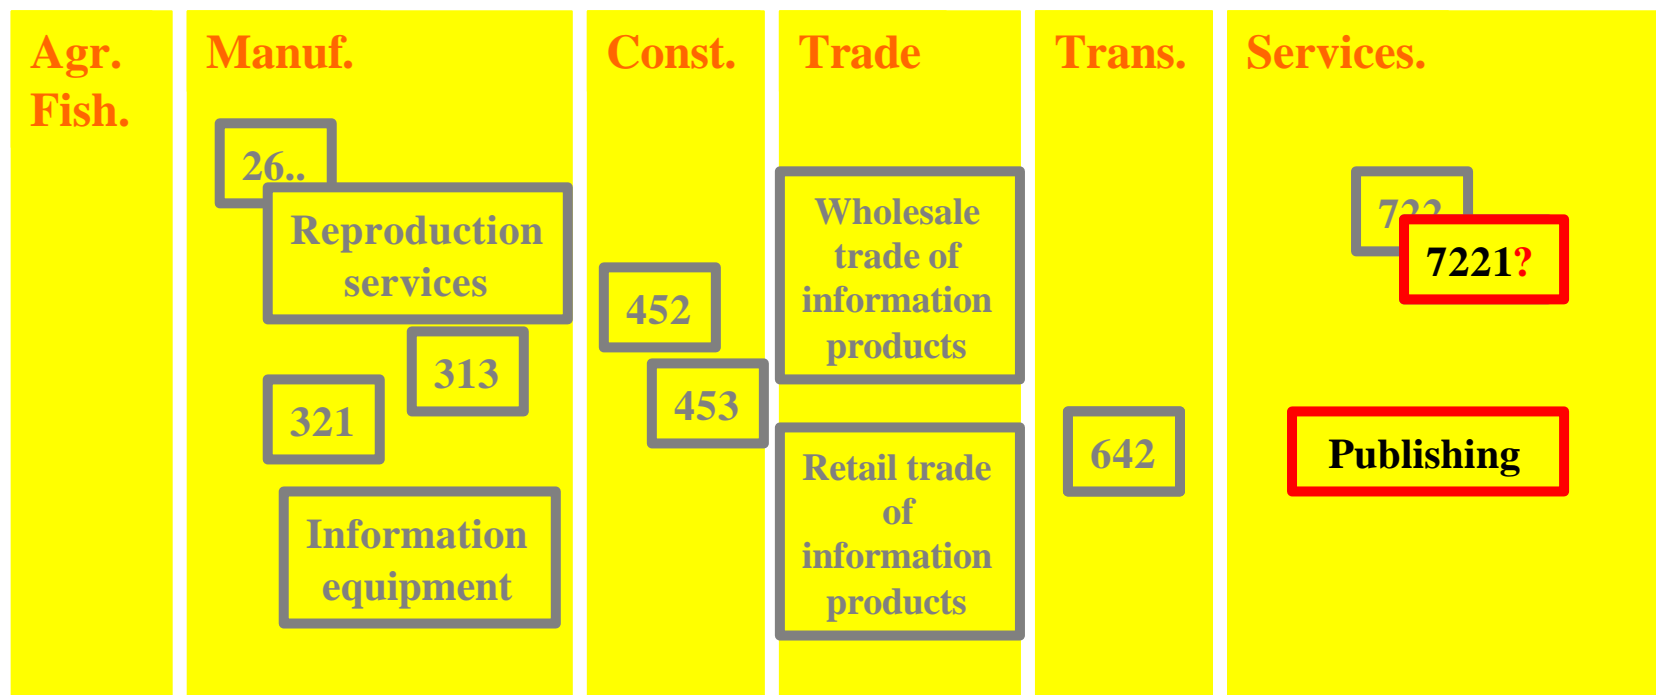 Agr.
Fish.
Manuf.
26..
Reproduction
services
313
321
Information
equipment
Const.
452
453
Trade
Wholesale
trade of
information
products
Retail trade
of
information
products
Trans.
642
Services.
722
7221?
Publishing